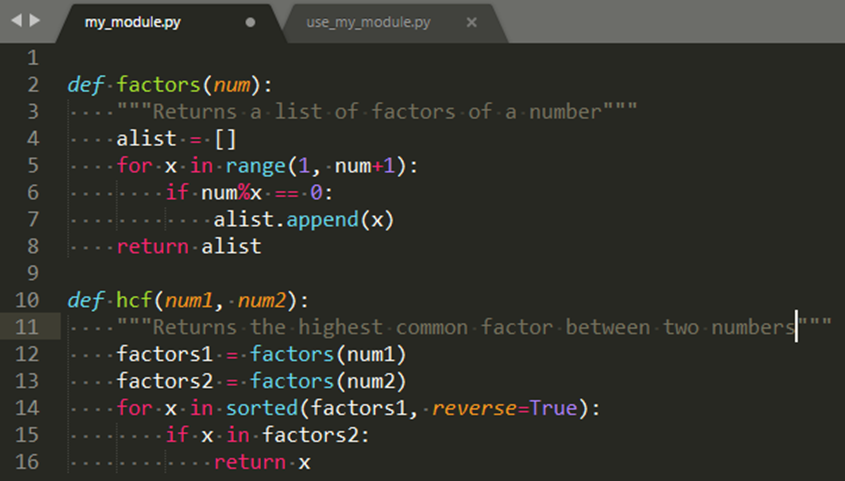 my_module.py use_my_module.py
1
2 def factors(num):
3     """Returns a list of factors of a number"""
4     alist = []
5     for x in range(1, num+1):
6         if num%x == 0:
7             alist.append(x)
8     return alist
9
10 def hcf(num1, num2):
11     """Returns the highest common factor between two numbers"""
12     factors1 = factors(num1)
13     factors2 = factors(num2)
14     for x in sorted(factors1, reverse=True):
15         if x in factors2:
16             return x